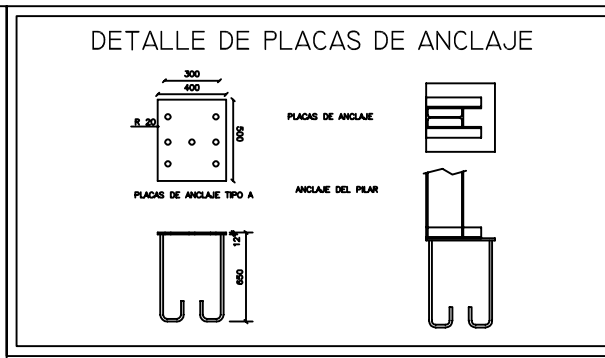 DETALLE DE PLACAS DE ANCLAJE
300
400
R 20
500
PLACAS DE ANCLAJE
PLACAS DE ANCLAJE TIPO A
ANCLAJE DEL PILAR
12
650